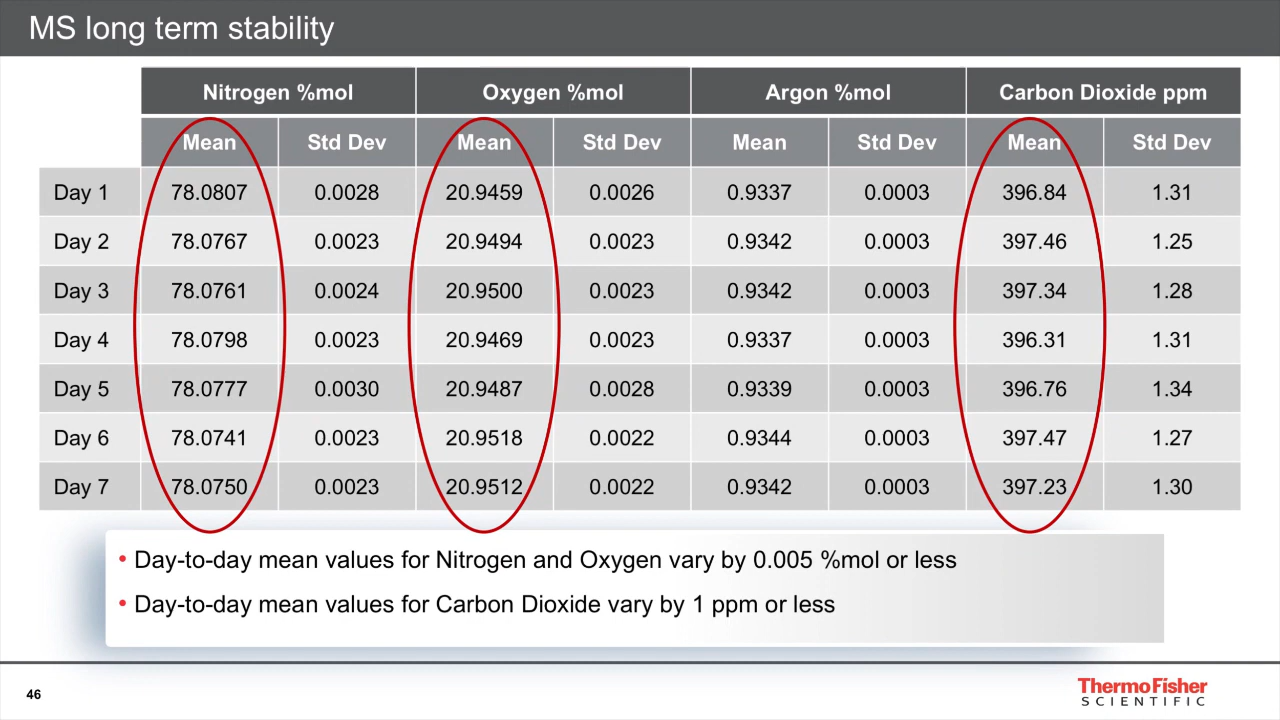 MS long term stability
Nitrogen %mol Oxygen %mol Argon %mol Carbon Dioxide ppm
Mean Std Dev Mean Std Dev Mean Std Dev Mean Std Dev
Day 1 78.0807 0.0028 20.9459 0.0026 0.9337 0.0003 396.84 1.31
Day 2 78.0767 0.0023 20.9494 0.0023 0.9342 0.0003 397.46 1.25
Day 3 78.0761 0.0024 20.9500 0.0023 0.9342 0.0003 397.34 1.28
Day 4 78.0798 0.0023 20.9469 0.0023 0.9337 0.0003 396.31 1.31
Day 5 78.0777 0.0030 20.9487 0.0028 0.9339 0.0003 396.76 1.34
Day 6 78.0741 0.0023 20.9518 0.0022 0.9344 0.0003 397.47 1.27
Day 7 78.0750 0.0023 20.9512 0.0022 0.9342 0.0003 397.23 1.30
• Day-to-day mean values for Nitrogen and Oxygen vary by 0.005 %mol or less
• Day-to-day mean values for Carbon Dioxide vary by 1 ppm or less
46
ThermoFisher
SCIENTIFIC